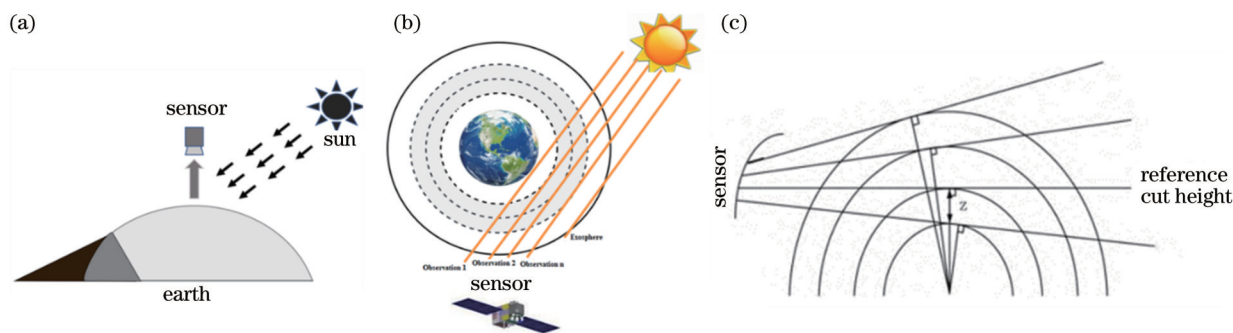 (a)
sensor
sun
earth
(b)
Exosphere
Observation 1
Observation 2
Observation n
sensor
(c)
sensor
reference
cut height
Z